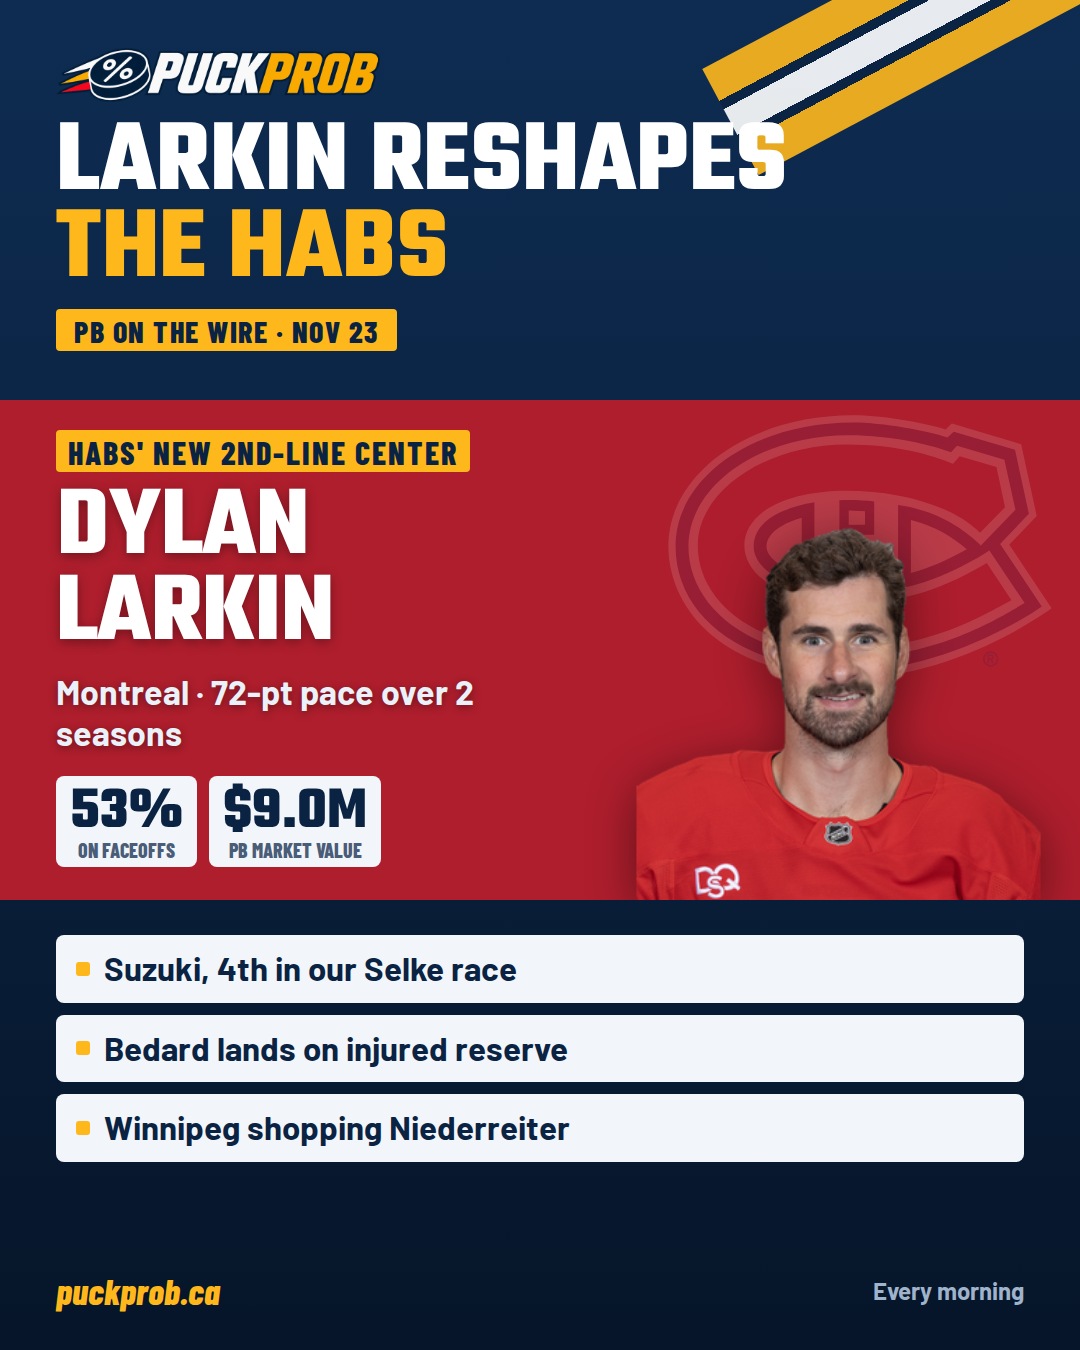 %
PUCKPROB
LARKIN RESHAPES
THE HABS
PB ON THE WIRE · NOV 23
HABS' NEW 2ND-LINE CENTER
DYLAN
LARKIN
Montreal · 72-pt pace over 2
seasons
53%
ON FACEOFFS
$9.0M
PB MARKET VALUE
Suzuki, 4th in our Selke race
Bedard lands on injured reserve
Winnipeg shopping Niederreiter
puckprob.ca
Every morning